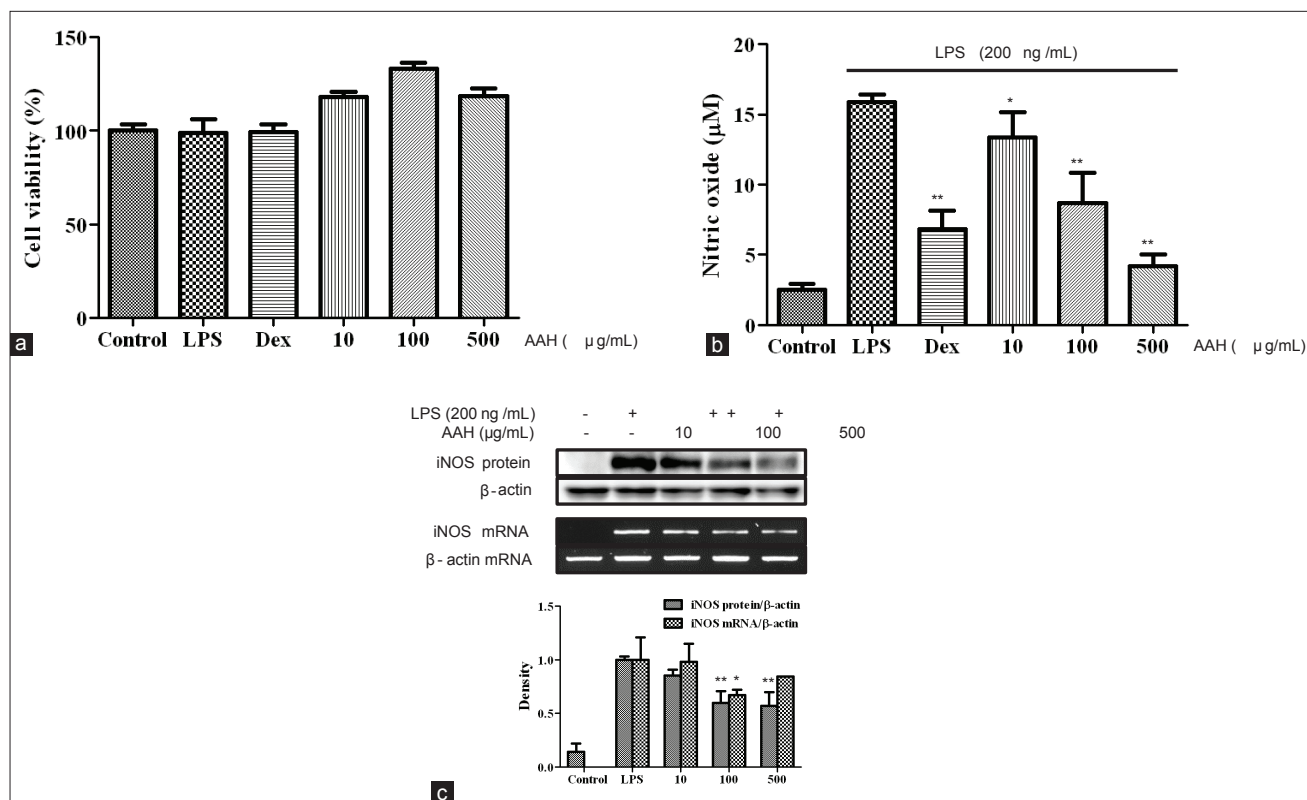 150
100
50
0
Cell viability (%)
Control LPS Dex 10 100 500 AAH ( μg/mL)
a
20
15
10
5
0
Nitric oxide (μM)
LPS (200 ng /mL)
**
*
**
**
Control LPS Dex 10 100 500 AAH ( μg/mL)
b
LPS (200 ng /mL) - + + + +
AAH (μg/mL) - - 10 100 500
iNOS protein
β-actin
iNOS mRNA
β- actin mRNA
iNOS protein/β-actin
iNOS mRNA/β-actin
1.5
1.0
0.5
0.0
Density
** * **
Control LPS 10 100 500
c